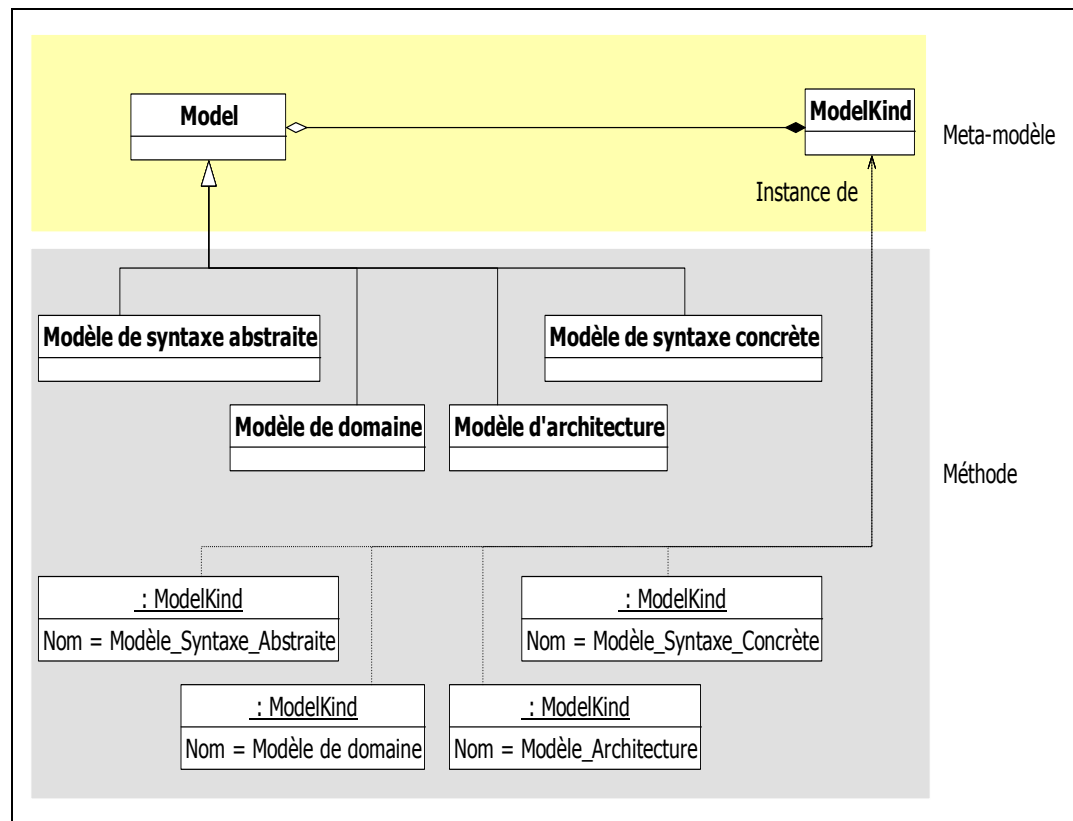 Model
ModelKind
Meta-modèle
Instance de
Modèle de syntaxe abstraite
Modèle de syntaxe concrète
Modèle de domaine
Modèle d'architecture
Méthode
: ModelKind
Nom = Modèle_Syntaxe_Abstraite
: ModelKind
Nom = Modèle_Syntaxe_Concrète
: ModelKind
Nom = Modèle de domaine
: ModelKind
Nom = Modèle_Architecture